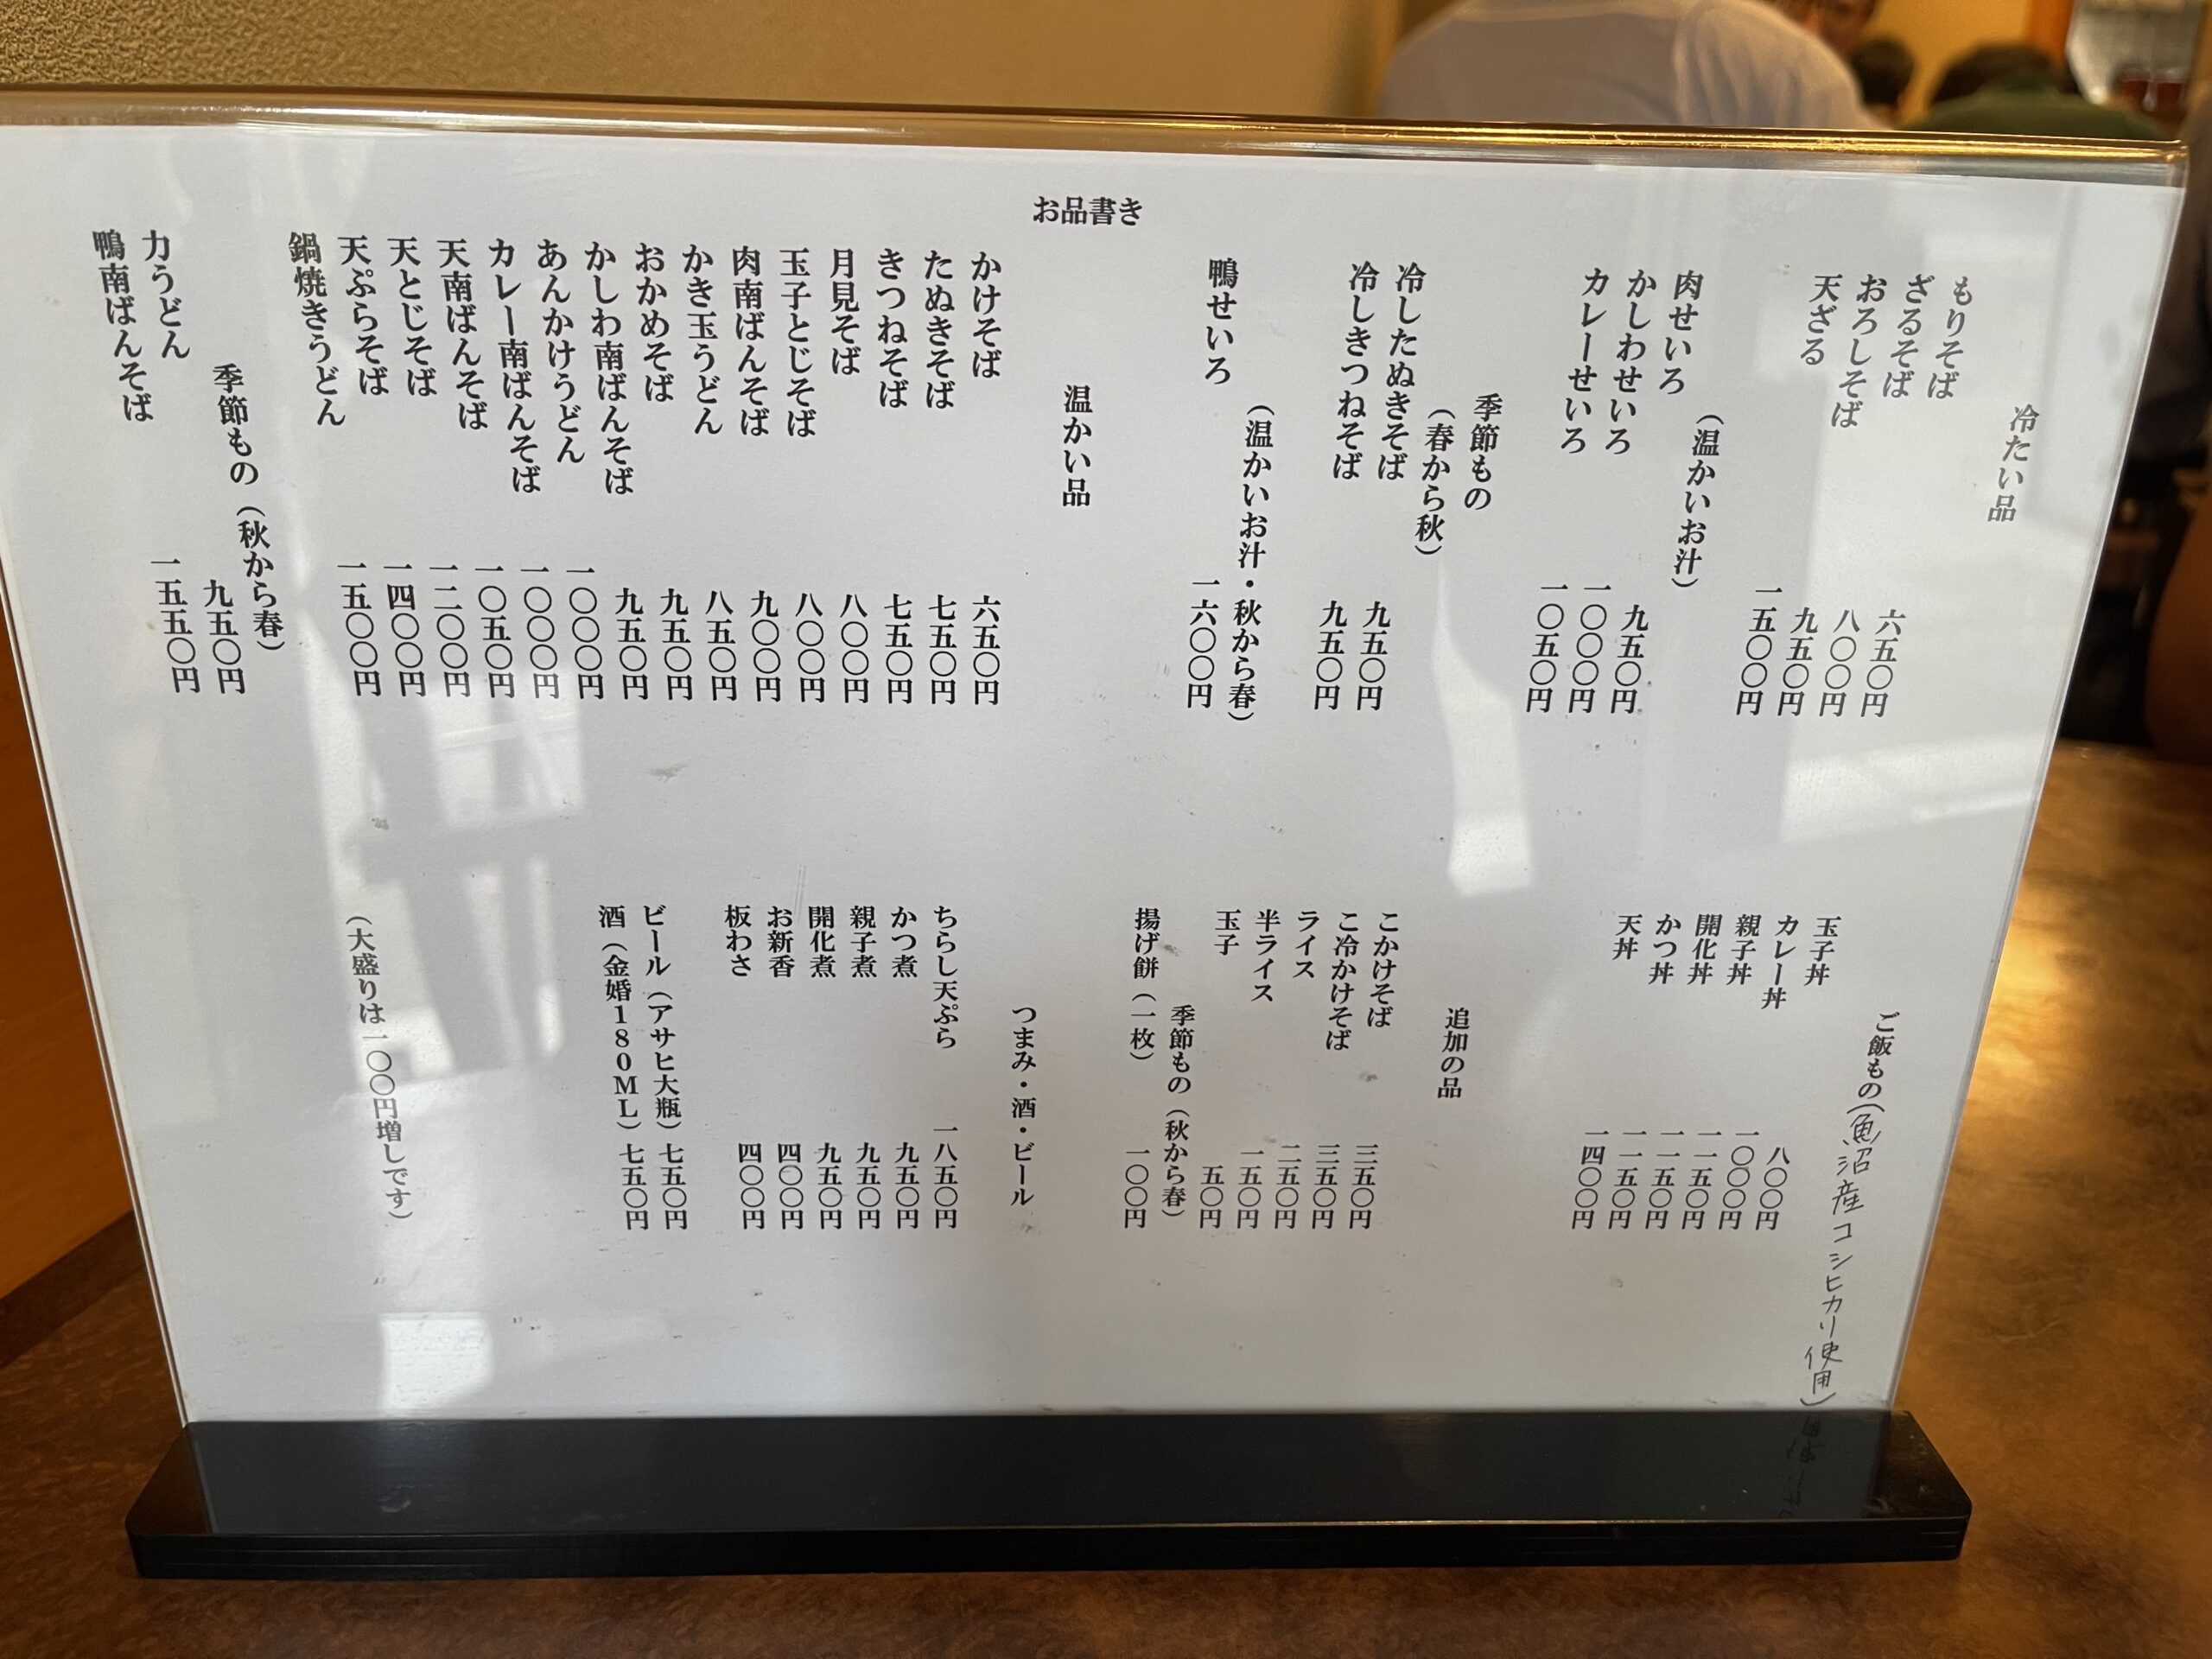 お品書き
冷たい品
もりそば 六五〇円
ざるそば 八〇〇円
おろしそば 九五〇円
天ざる 一五〇〇円
（温かいお汁）
肉せいろ 九五〇円
かしわせいろ 一〇〇〇円
カレーせいろ 一〇五〇円
季節もの
（春から秋）
冷したぬきそば 九五〇円
冷しきつねそば 九五〇円
（温かいお汁・秋から春）
鴨せいろ 一六〇〇円
温かい品
かけそば 六五〇円
たぬきそば 七五〇円
きつねそば 七五〇円
月見そば 八〇〇円
玉子とじそば 八〇〇円
肉南ばんそば 九〇〇円
かき玉うどん 八五〇円
おかめそば 九五〇円
かしわ南ばんそば 九五〇円
あんかけうどん 一〇〇〇円
カレー南ばんそば 一〇〇〇円
天南ばんそば 一〇五〇円
天とじそば 一二〇〇円
天ぷらそば 一四〇〇円
鍋焼きうどん 一五〇〇円
季節もの（秋から春）
力うどん 九五〇円
鴨南ばんそば 一五五〇円
ご飯もの（魚沼産コシヒカリ使用）
玉子丼 八〇〇円
カレー丼 一〇〇〇円
親子丼 一一五〇円
開化丼 一一五〇円
かつ丼 一一五〇円
天丼 一四〇〇円
追加の品
こかけそば 三五〇円
こ冷かけそば 三五〇円
ライス 二五〇円
半ライス 一五〇円
玉子 五〇円
季節もの（秋から春）
揚げ餅（一枚） 一〇〇円
つまみ・酒・ビール
ちらし天ぷら 一八五〇円
かつ煮 九五〇円
親子煮 九五〇円
開化煮 九五〇円
お新香 四〇〇円
板わさ 四〇〇円
ビール（アサヒ大瓶）七五〇円
酒（金婚180ML）七五〇円
（大盛りは一〇〇円増しです）